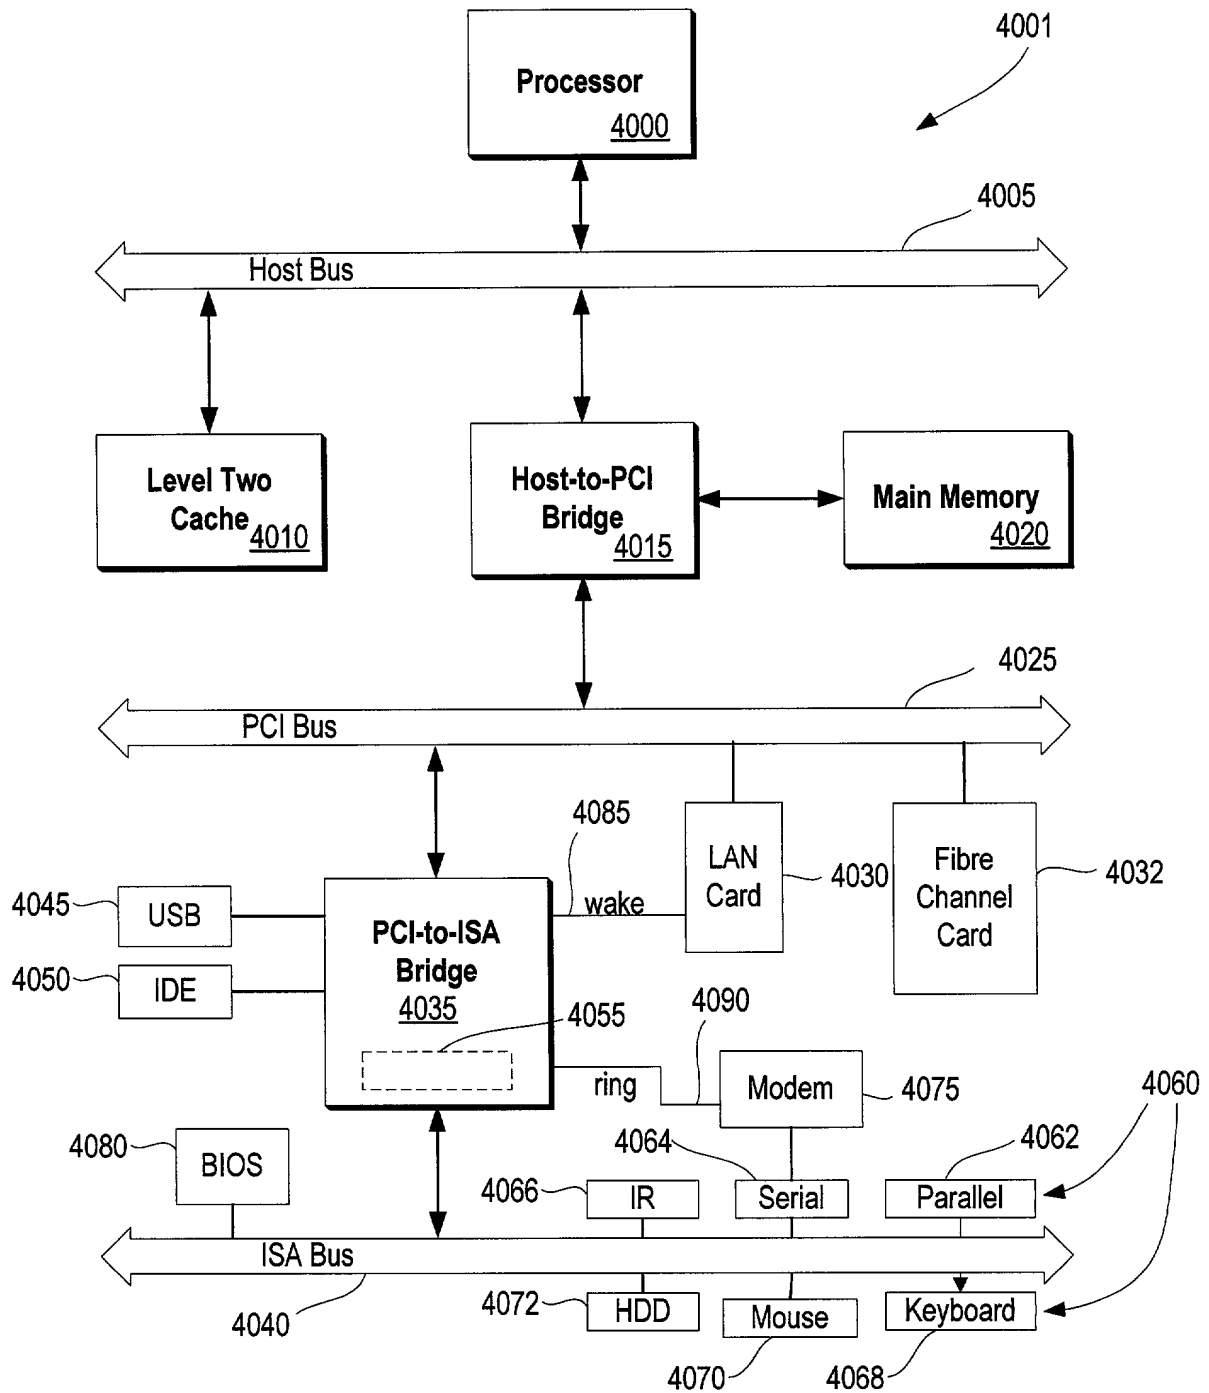 4001
Processor
4000
4005
Host Bus
Level Two
Cache
4010
Host-to-PCI
Bridge
4015
Main Memory
4020
4025
PCI Bus
4085
wake
LAN
Card
4030
Fibre
Channel
Card
4032
4045
USB
4050
IDE
PCI-to-ISA
Bridge
4035
4055
4090
ring
Modem
4075
4060
4080
BIOS
4064
4062
4066
IR
Serial
Parallel
ISA Bus
4040
4072
HDD
Mouse
Keyboard
4070
4068